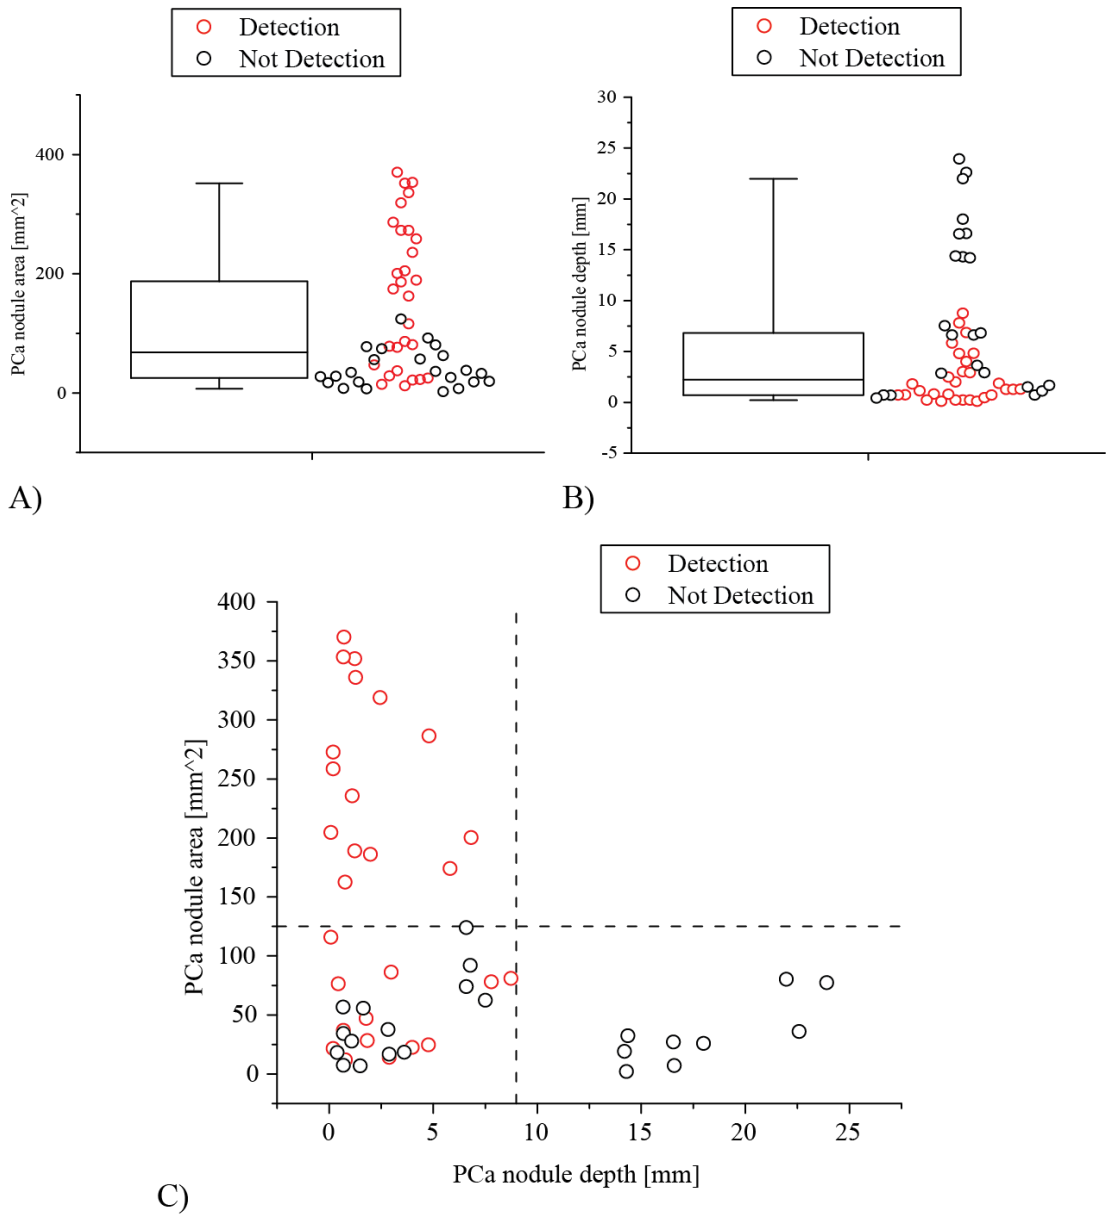 Detection
Not Detection
400
200
0
PCa nodule area [mm^2]
A)
Detection
Not Detection
30
25
20
15
10
5
0
-5
PCa nodule depth [mm]
B)
Detection
Not Detection
400
350
300
250
200
150
100
50
0
PCa nodule area [mm^2]
0 5 10 15 20 25
PCa nodule depth [mm]
C)